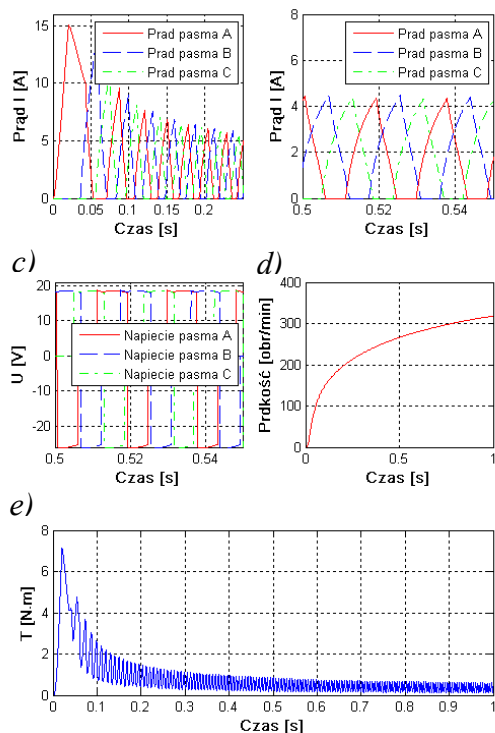 15
10
5
0
Prąd I [A]
Prad pasma A
Prad pasma B
Prad pasma C
0
0.05
0.1
0.15
0.2
Czas [s]
8
6
4
2
0
Prąd I [A]
Prad pasma A
Prad pasma B
Prad pasma C
0.5
0.52
0.54
Czas [s]
c)
20
10
0
-10
-20
U [V]
Napiecie pasma A
Napiecie pasma B
Napiecie pasma C
0.5
0.52
0.54
Czas [s]
d)
400
300
200
100
0
Prdkość [obr/min]
0
0.5
1
Czas [s]
e)
8
6
4
2
0
T [N.m]
0
0.1
0.2
0.3
0.4
0.5
0.6
0.7
0.8
0.9
1
Czas [s]